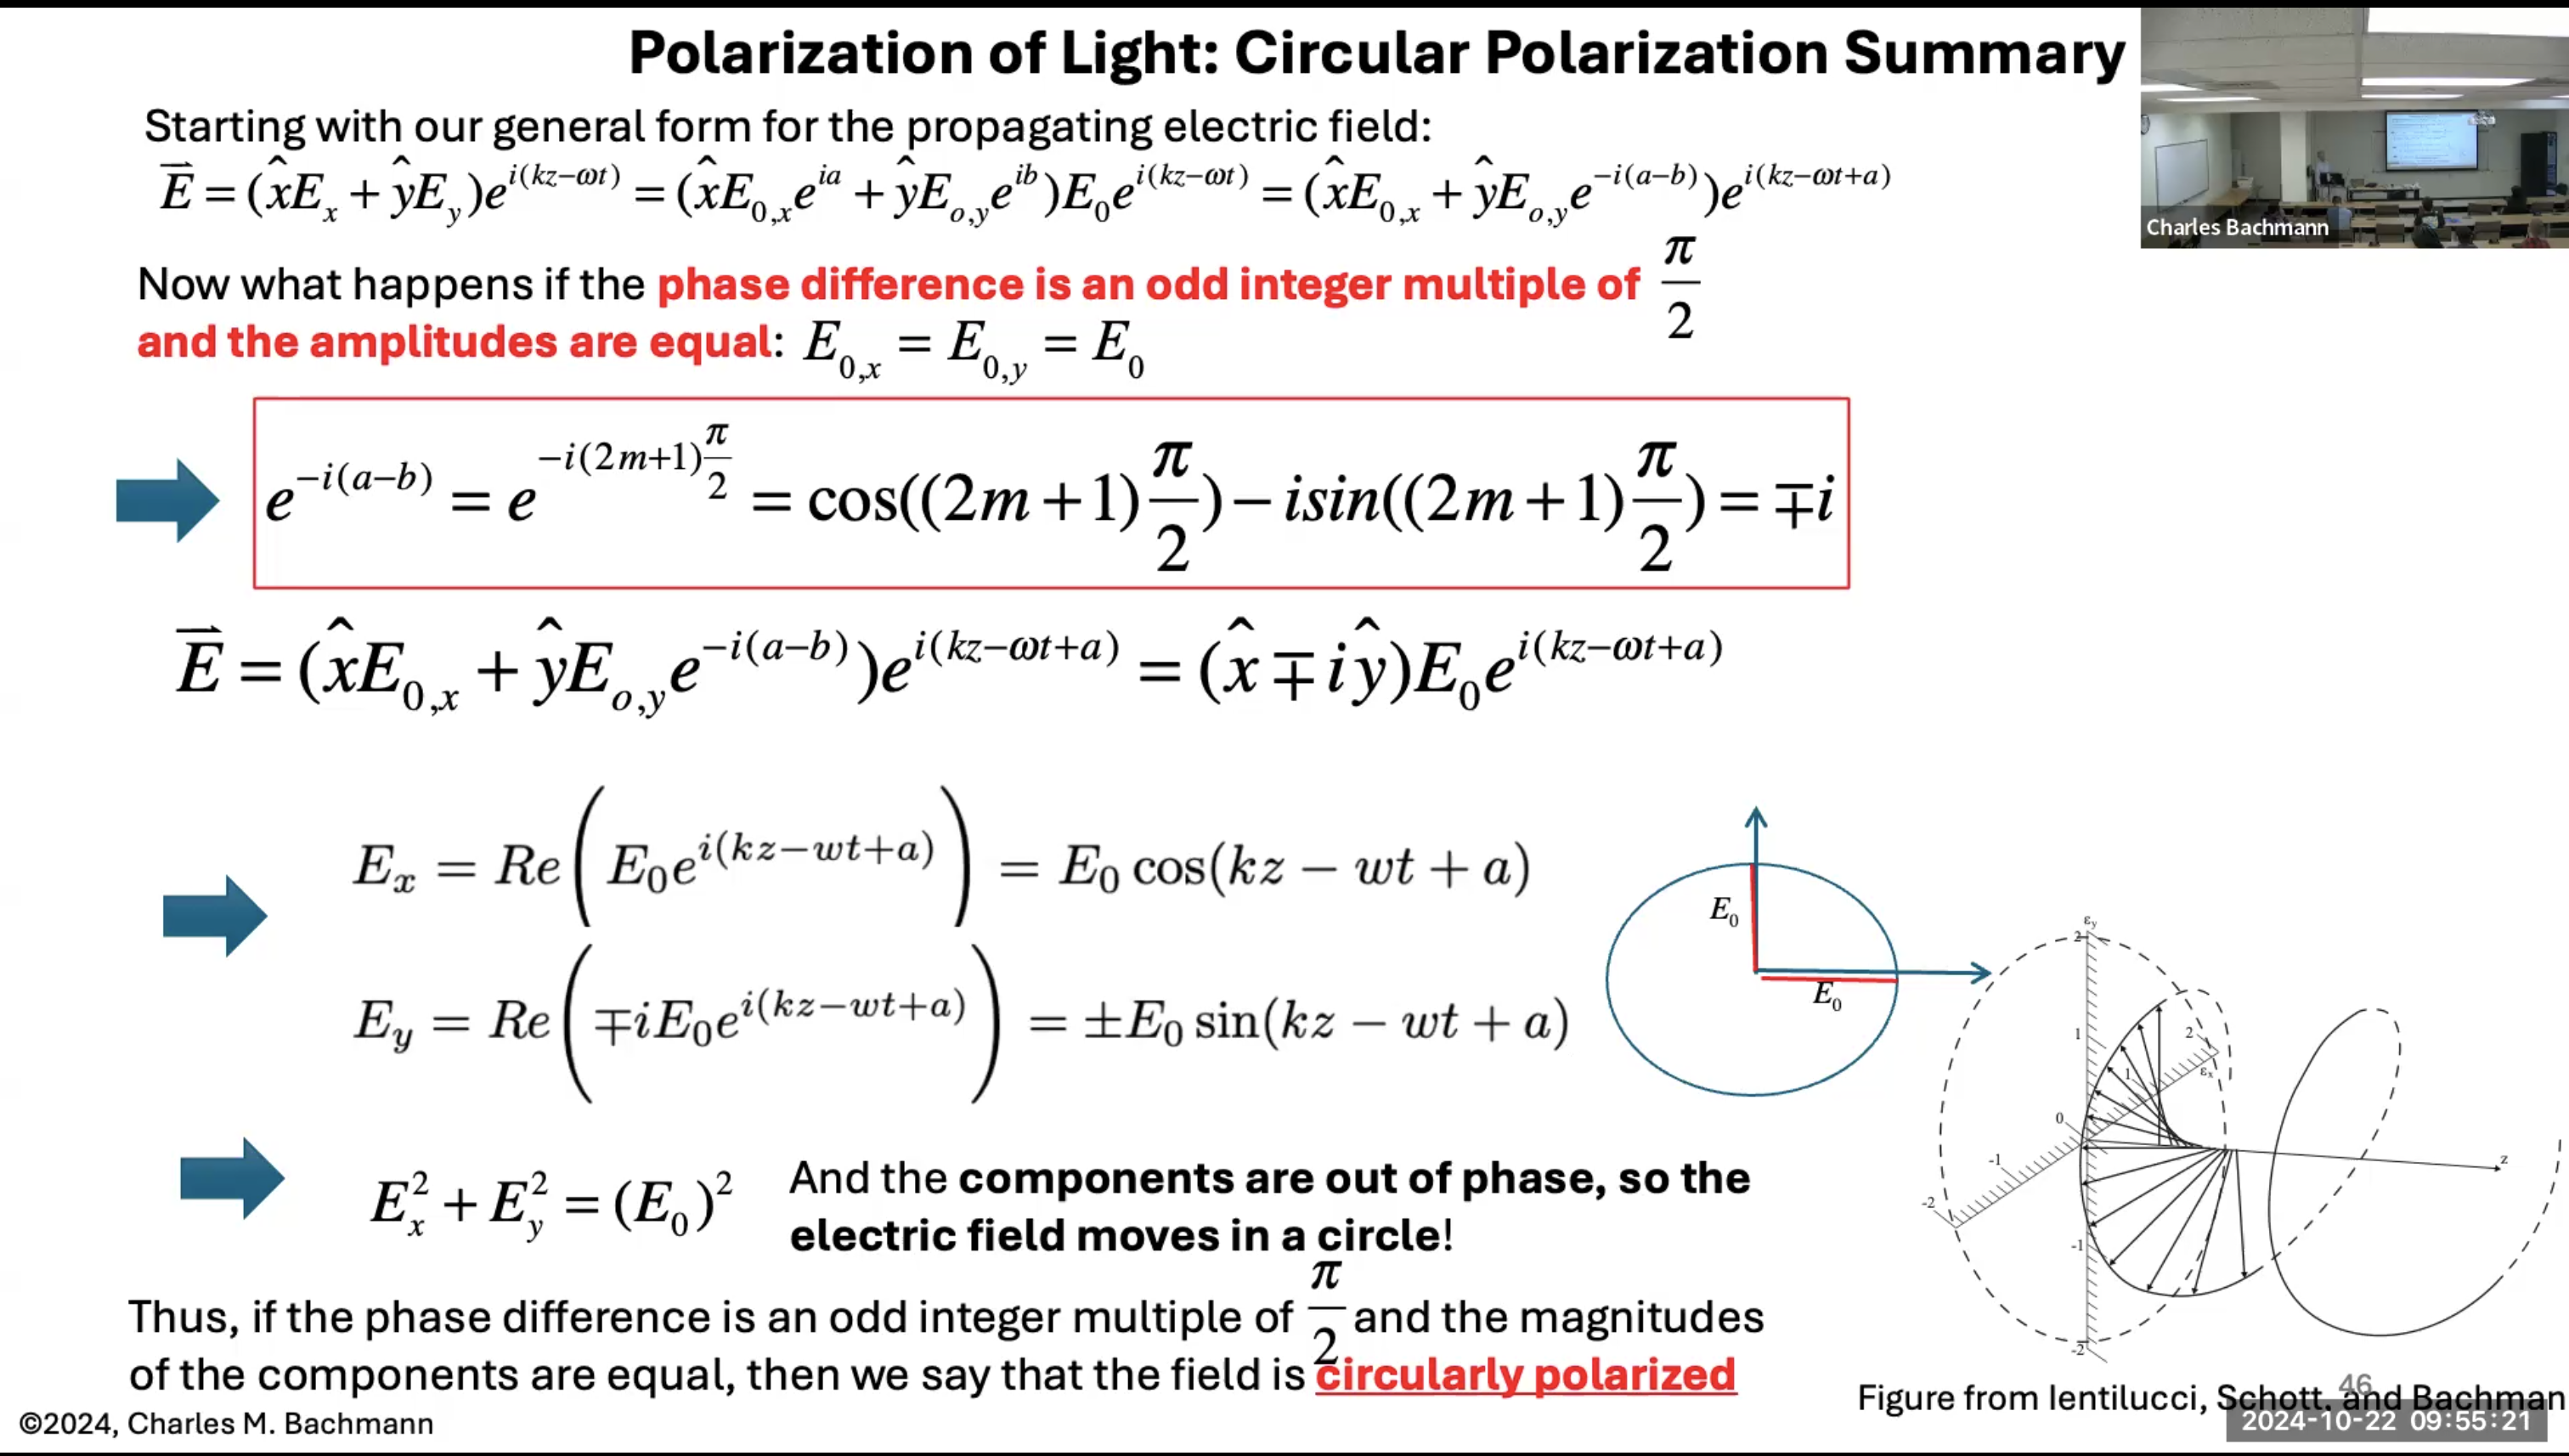 Polarization of Light: Circular Polarization Summary
Charles Bachmann
Starting with our general form for the propagating electric field:
$\vec{E} = (\hat{x}E_x + \hat{y}E_y)e^{i(kz-\omega t)} = (\hat{x}E_{0,x}e^{ia} + \hat{y}E_{o,y}e^{ib})E_0e^{i(kz-\omega t)} = (\hat{x}E_{0,x} + \hat{y}E_{o,y}e^{-i(a-b)})e^{i(kz-\omega t+a)}$
Now what happens if the phase difference is an odd integer multiple of $\frac{\pi}{2}$
and the amplitudes are equal: $E_{0,x} = E_{0,y} = E_0$
$e^{-i(a-b)} = e^{-i(2m+1)\frac{\pi}{2}} = \cos((2m+1)\frac{\pi}{2}) - isin((2m+1)\frac{\pi}{2}) = \mp i$
$\vec{E} = (\hat{x}E_{0,x} + \hat{y}E_{o,y}e^{-i(a-b)})e^{i(kz-\omega t+a)} = (\hat{x} \mp i\hat{y})E_0e^{i(kz-\omega t+a)}$
$E_x = Re\left(E_0e^{i(kz-wt+a)}\right) = E_0\cos(kz - wt + a)$
$E_y = Re\left(\mp iE_0e^{i(kz-wt+a)}\right) = \pm E_0\sin(kz - wt + a)$
$E_0$
$E_0$
$\varepsilon_y$
2
1
0
-1
-2
2
1
$\varepsilon_x$
-1
-2
z
$E_x^2 + E_y^2 = (E_0)^2$
And the components are out of phase, so the
electric field moves in a circle!
Thus, if the phase difference is an odd integer multiple of $\frac{\pi}{2}$ and the magnitudes
of the components are equal, then we say that the field is circularly polarized
46
Figure from Ientilucci, Schott, and Bachman
©2024, Charles M. Bachmann
2024-10-22 09:55:21